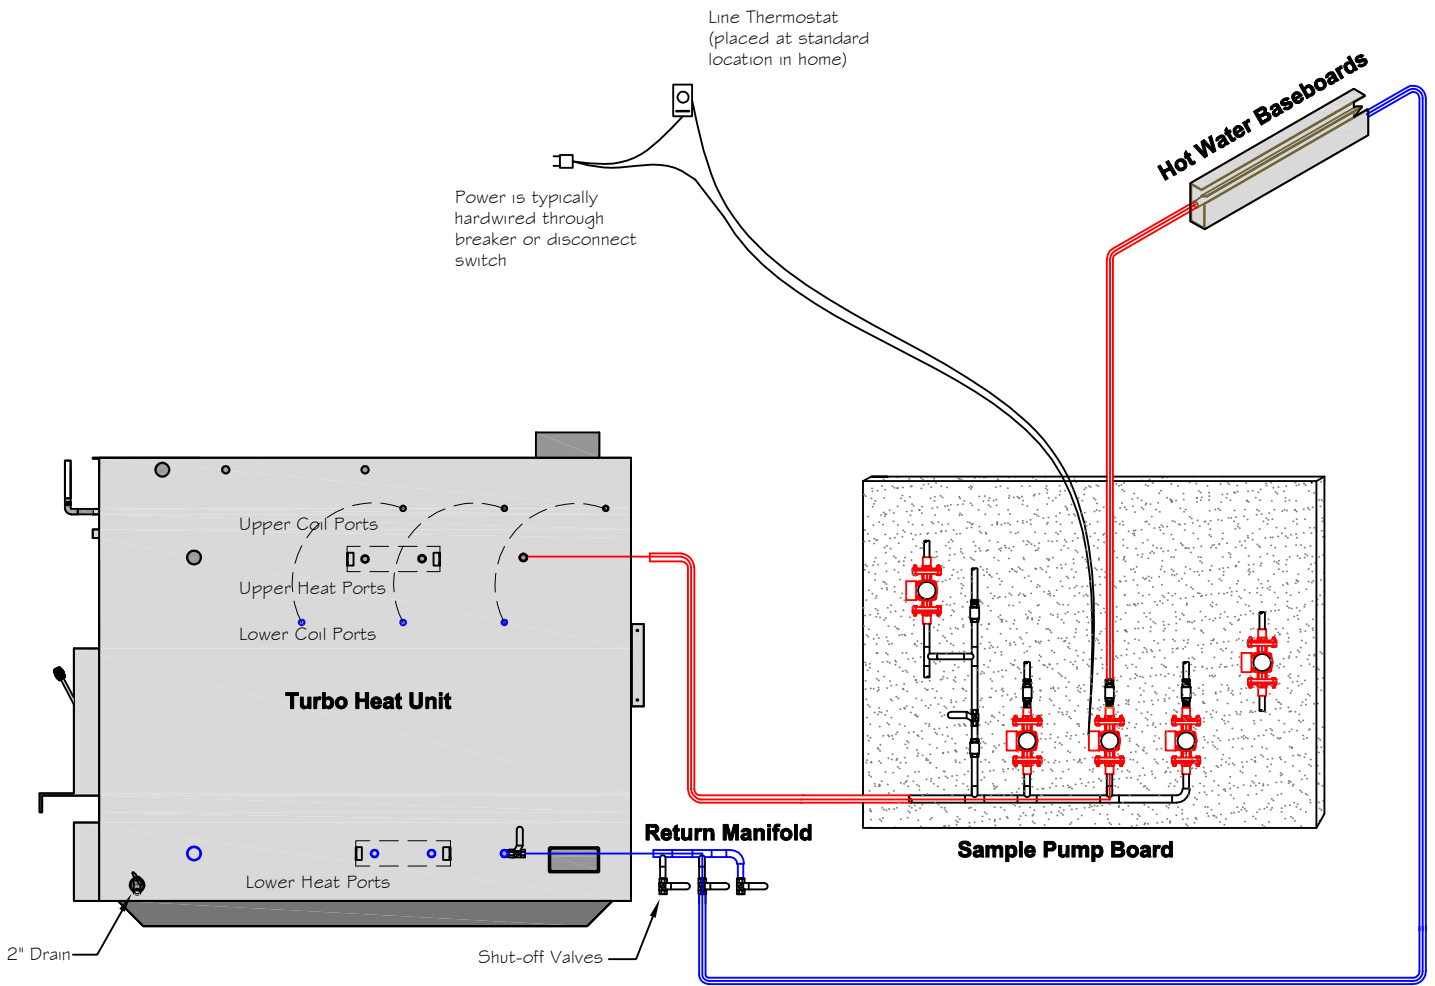 Line Thermostat
(placed at standard
location in home)
Hot Water Baseboards
Power is typically
hardwired through
breaker or disconnect
switch
Upper Coil Ports
Upper Heat Ports
Lower Coil Ports
Turbo Heat Unit
Return Manifold
Sample Pump Board
Lower Heat Ports
2" Drain
Shut-off Valves